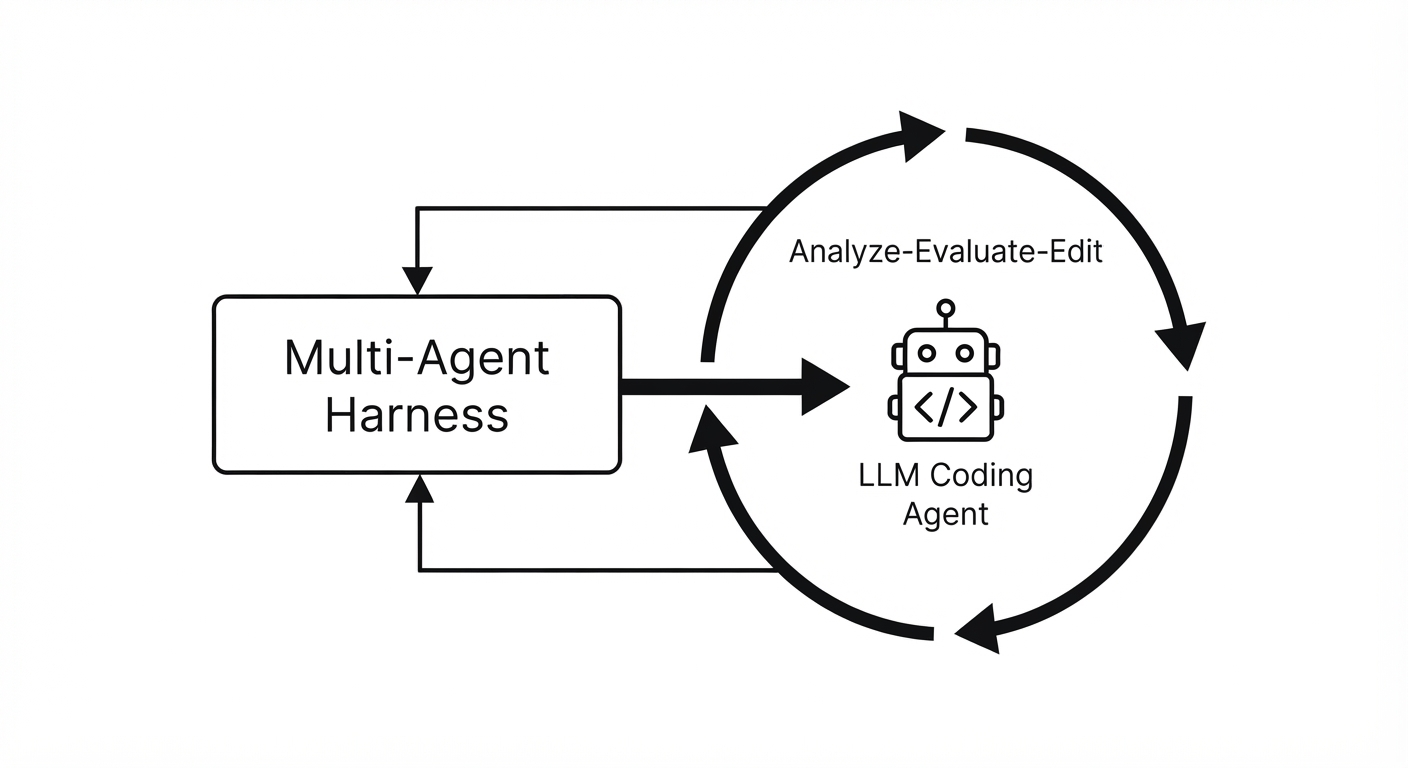 Analyze-Evaluate-Edit
Multi-Agent
Harness
</>
LLM Coding
Agent